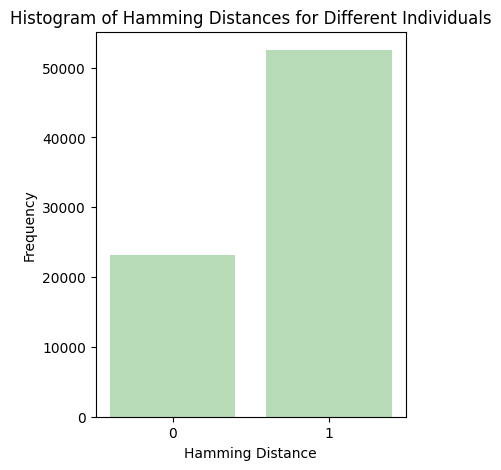 Histogram of Hamming Distances for Different Individuals
50000
40000
30000
20000
10000
0
Frequency
0 1
Hamming Distance